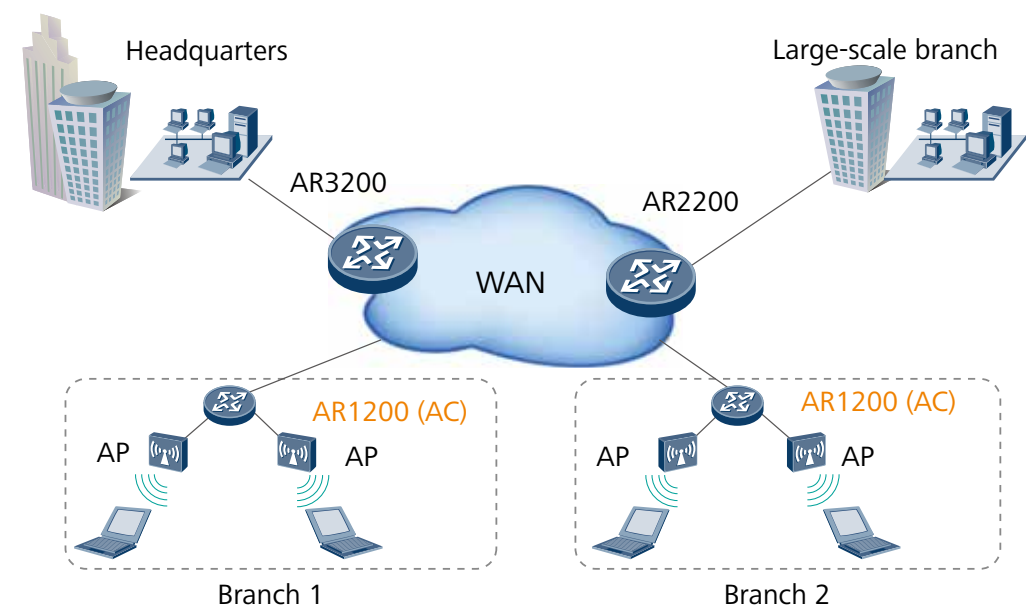 Headquarters
Large-scale branch
AR3200
AR2200
WAN
AR1200 (AC)
AR1200 (AC)
AP
AP
AP
AP
Branch 1
Branch 2